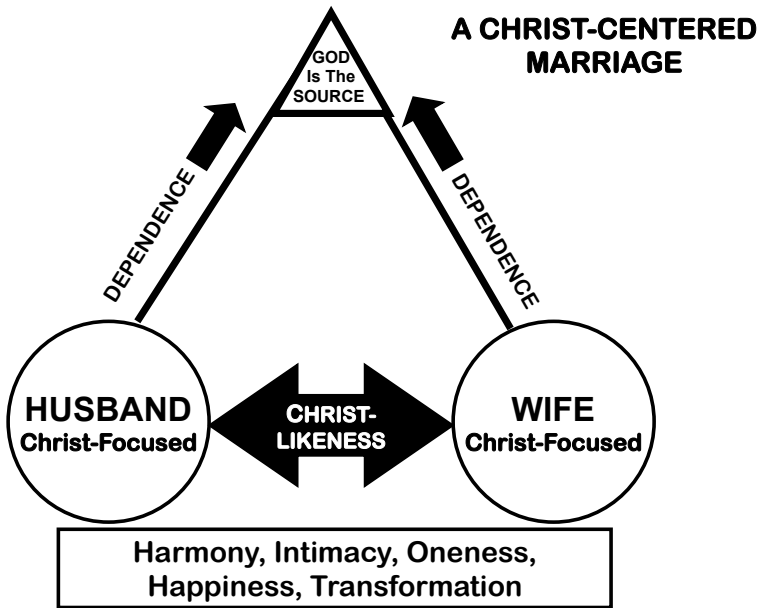 A CHRIST-CENTERED
MARRIAGE
GOD
Is The
SOURCE
DEPENDENCE
DEPENDENCE
HUSBAND
Christ-Focused
CHRIST-
LIKENESS
WIFE
Christ-Focused
Harmony, Intimacy, Oneness,
Happiness, Transformation